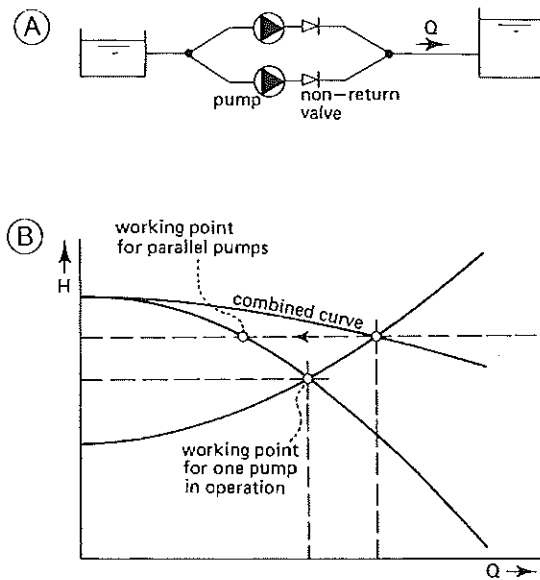 A
Q
pump
non-return
valve
B
working point
for parallel pumps
H
combined curve
working point
for one pump
in operation
Q